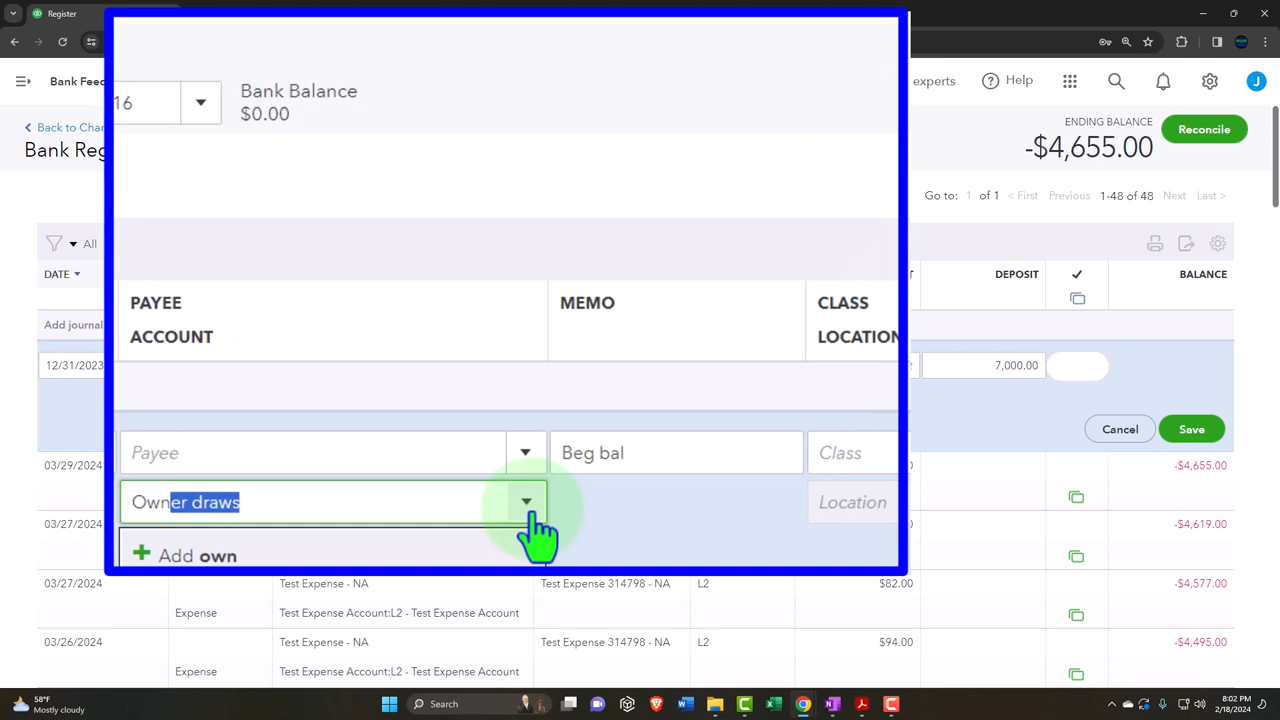 Register
Bank Feed
experts
Help
J
16
Bank Balance
$0.00
Back to Char
Bank Reg
ENDING BALANCE
-$4,655.00
Reconcile
Go to: 1 of 1 < First Previous 1-48 of 48 Next Last >
All
DATE
PAYEE
ACCOUNT
MEMO
CLASS
LOCATION
T
DEPOSIT
BALANCE
Add journal
12/31/2023
Payee
Beg bal
Class
7,000.00
Owner draws
Location
Cancel
Save
Add own
03/29/2024
0
-$4,655.00
03/27/2024
0
-$4,619.00
03/27/2024
Test Expense - NA
Test Expense 314798 - NA
L2
$82.00
-$4,577.00
Expense
Test Expense Account:L2 - Test Expense Account
03/26/2024
Test Expense - NA
Test Expense 314798 - NA
L2
$94.00
-$4,495.00
Expense
Test Expense Account:L2 - Test Expense Account
58°F
Mostly cloudy
Search
8:02 PM
2/18/2024